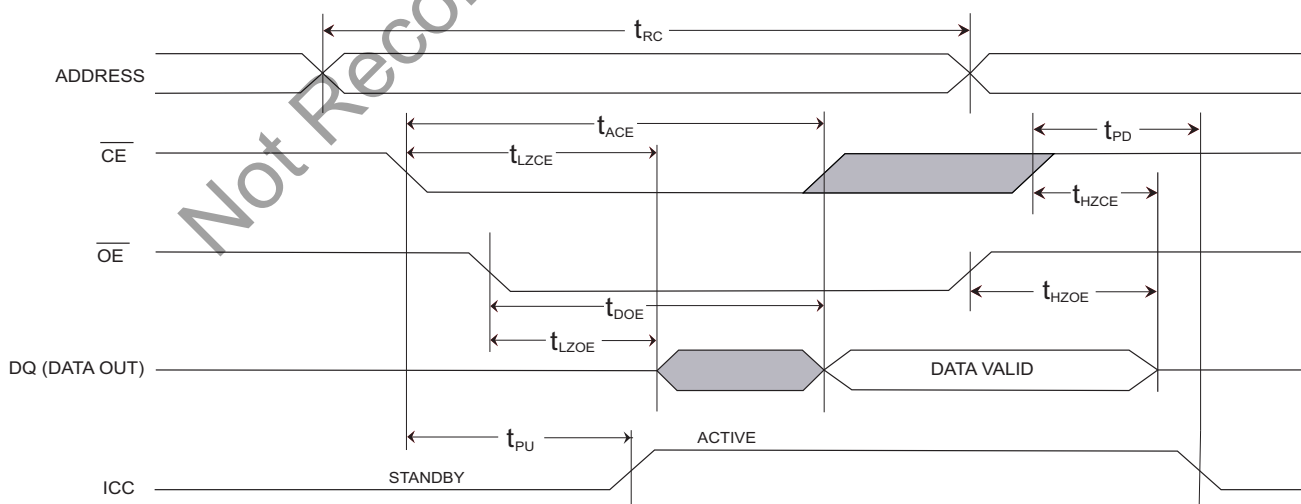 Not Reco
tRC
ADDRESS
tACE
tPD
CE
tLZCE
tHZCE
OE
tHZOE
tDOE
tLZOE
DQ (DATA OUT)
DATA VALID
tPU
ACTIVE
STANDBY
ICC